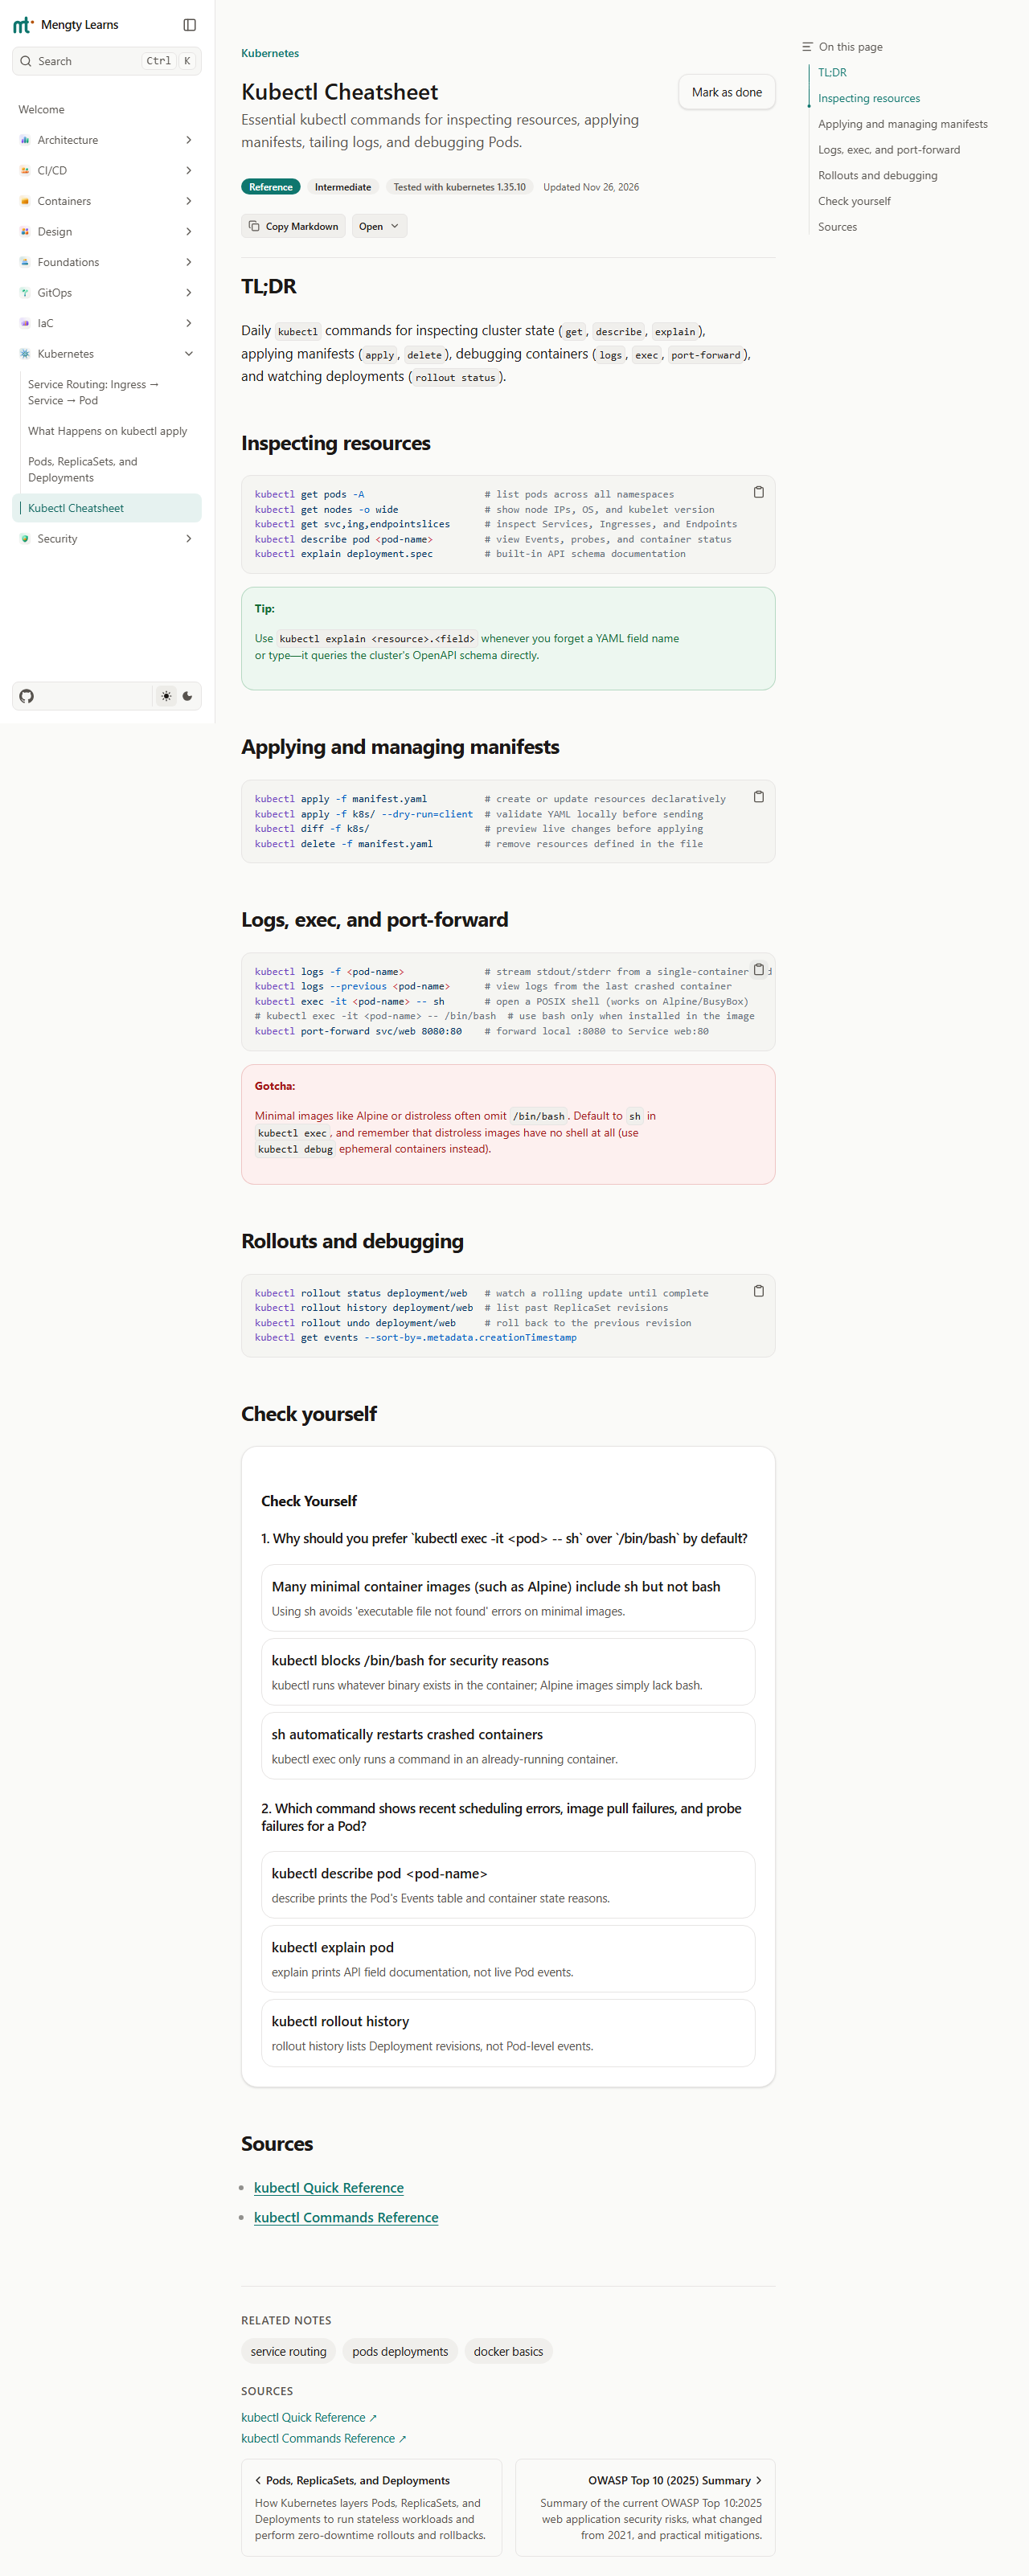 Mengty Learns
Search Ctrl K
Welcome
Architecture
CI/CD
Containers
Design
Foundations
GitOps
IaC
Kubernetes
Service Routing: Ingress →
Service → Pod
What Happens on kubectl apply
Pods, ReplicaSets, and
Deployments
Kubectl Cheatsheet
Security
Kubernetes
Kubectl Cheatsheet
Mark as done
Essential kubectl commands for inspecting resources, applying
manifests, tailing logs, and debugging Pods.
Reference Intermediate Tested with kubernetes 1.35.10 Updated Nov 26, 2026
Copy Markdown Open
TL;DR
Daily kubectl commands for inspecting cluster state (get, describe, explain),
applying manifests (apply, delete), debugging containers (logs, exec, port-forward),
and watching deployments (rollout status).
Inspecting resources
kubectl get pods -A # list pods across all namespaces
kubectl get nodes -o wide # show node IPs, OS, and kubelet version
kubectl get svc,ing,endpointslices # inspect Services, Ingresses, and Endpoints
kubectl describe pod <pod-name> # view Events, probes, and container status
kubectl explain deployment.spec # built-in API schema documentation
Tip:
Use kubectl explain <resource>.<field> whenever you forget a YAML field name
or type—it queries the cluster's OpenAPI schema directly.
Applying and managing manifests
kubectl apply -f manifest.yaml # create or update resources declaratively
kubectl apply -f k8s/ --dry-run=client # validate YAML locally before sending
kubectl diff -f k8s/ # preview live changes before applying
kubectl delete -f manifest.yaml # remove resources defined in the file
Logs, exec, and port-forward
kubectl logs -f <pod-name> # stream stdout/stderr from a single-container
kubectl logs --previous <pod-name> # view logs from the last crashed container
kubectl exec -it <pod-name> -- sh # open a POSIX shell (works on Alpine/BusyBox)
# kubectl exec -it <pod-name> -- /bin/bash # use bash only when installed in the image
kubectl port-forward svc/web 8080:80 # forward local :8080 to Service web:80
Gotcha:
Minimal images like Alpine or distroless often omit /bin/bash. Default to sh in
kubectl exec, and remember that distroless images have no shell at all (use
kubectl debug ephemeral containers instead).
Rollouts and debugging
kubectl rollout status deployment/web # watch a rolling update until complete
kubectl rollout history deployment/web # list past ReplicaSet revisions
kubectl rollout undo deployment/web # roll back to the previous revision
kubectl get events --sort-by=.metadata.creationTimestamp
Check yourself
Check Yourself
1. Why should you prefer `kubectl exec -it <pod> -- sh` over `/bin/bash` by default?
Many minimal container images (such as Alpine) include sh but not bash
Using sh avoids 'executable file not found' errors on minimal images.
kubectl blocks /bin/bash for security reasons
kubectl runs whatever binary exists in the container; Alpine images simply lack bash.
sh automatically restarts crashed containers
kubectl exec only runs a command in an already-running container.
2. Which command shows recent scheduling errors, image pull failures, and probe
failures for a Pod?
kubectl describe pod <pod-name>
describe prints the Pod's Events table and container state reasons.
kubectl explain pod
explain prints API field documentation, not live Pod events.
kubectl rollout history
rollout history lists Deployment revisions, not Pod-level events.
Sources
kubectl Quick Reference
kubectl Commands Reference
RELATED NOTES
service routing pods deployments docker basics
SOURCES
kubectl Quick Reference ↗
kubectl Commands Reference ↗
Pods, ReplicaSets, and Deployments
How Kubernetes layers Pods, ReplicaSets, and
Deployments to run stateless workloads and
perform zero-downtime rollouts and rollbacks.
OWASP Top 10 (2025) Summary
Summary of the current OWASP Top 10:2025
web application security risks, what changed
from 2021, and practical mitigations.
On this page
TL;DR
Inspecting resources
Applying and managing manifests
Logs, exec, and port-forward
Rollouts and debugging
Check yourself
Sources